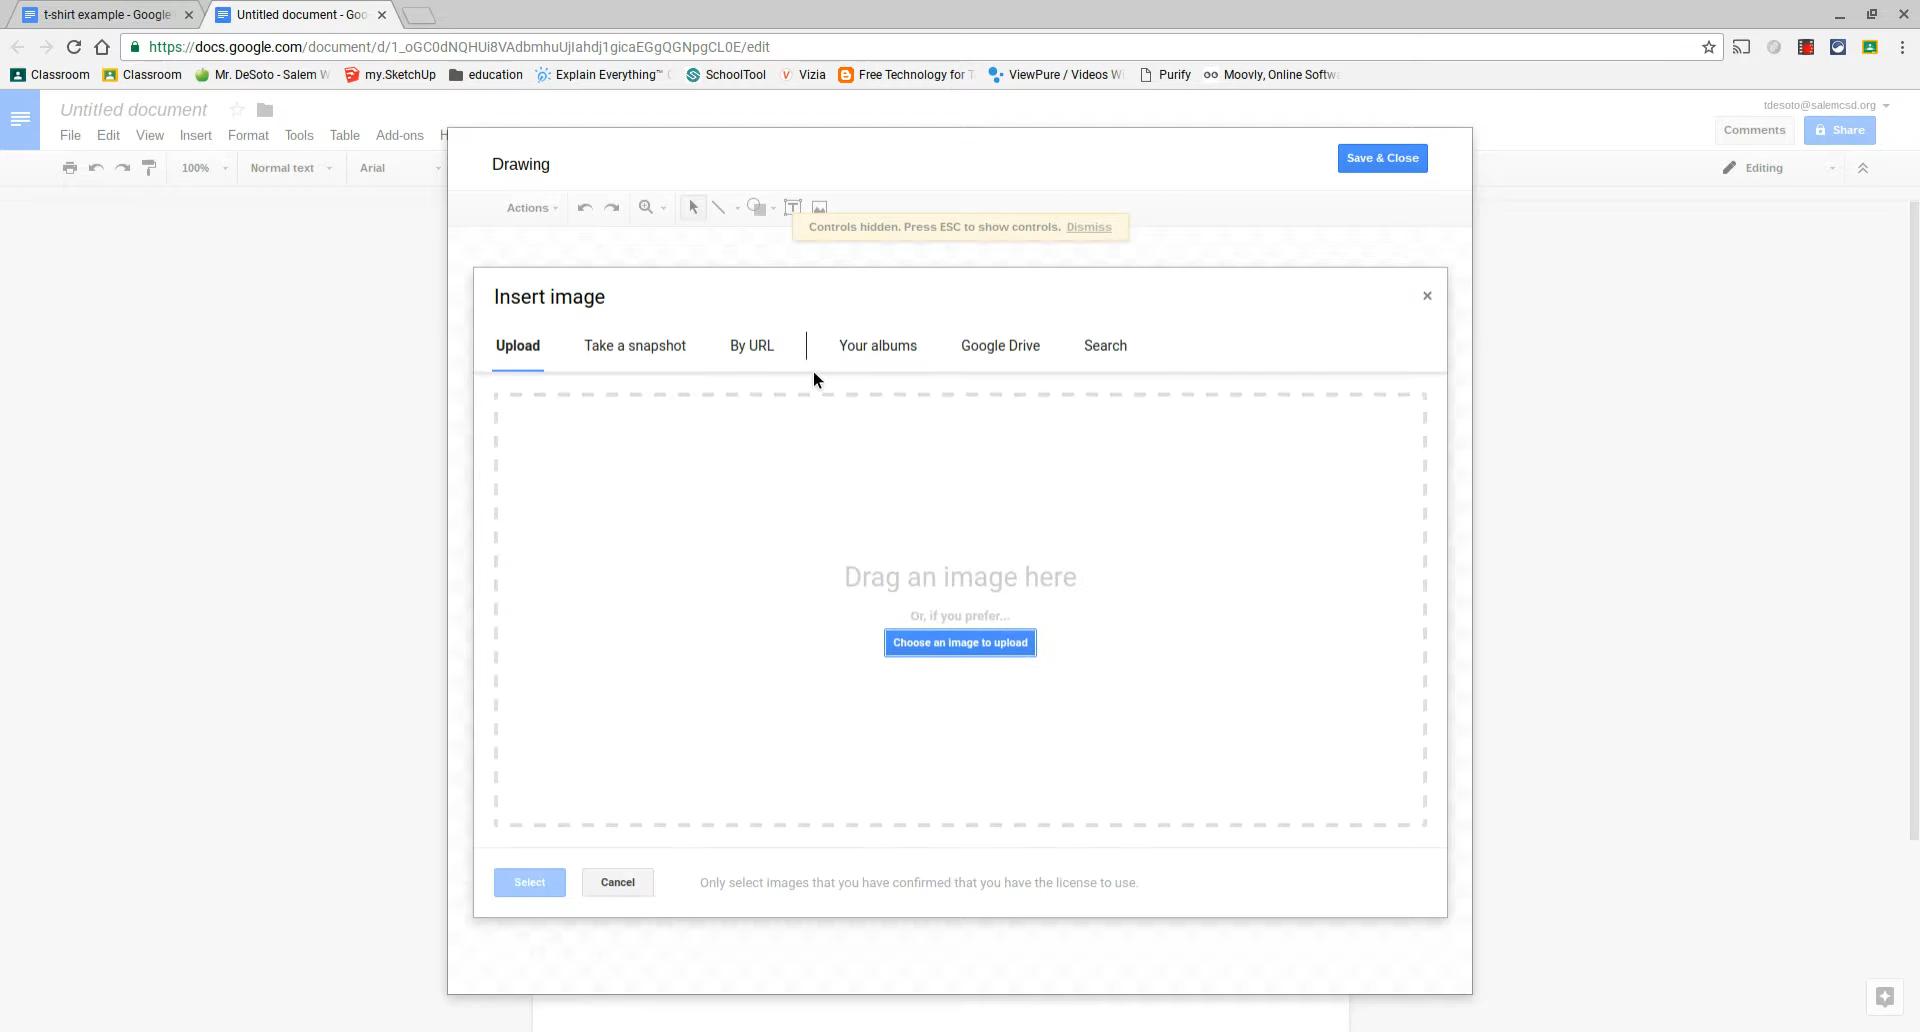 t-shirt example - Google
Untitled document - Goo
https://docs.google.com/document/d/1_oGC0dNQHUi8VAdbmhuUjIahdj1gicaEGgQGNpgCL0E/edit
Classroom
Classroom
Mr. DeSoto - Salem W
my.SketchUp
education
Explain Everything™
SchoolTool
Vizia
Free Technology for T
ViewPure / Videos Wi
Purify
Moovly, Online Softwa
Untitled document
tdesoto@salemcsd.org
File Edit View Insert Format Tools Table Add-ons H
Comments
Share
100%
Normal text
Arial
Editing
Drawing
Save & Close
Actions
Controls hidden. Press ESC to show controls. Dismiss
Insert image
×
Upload
Take a snapshot
By URL
Your albums
Google Drive
Search
Drag an image here
Or, if you prefer...
Choose an image to upload
Select
Cancel
Only select images that you have confirmed that you have the license to use.